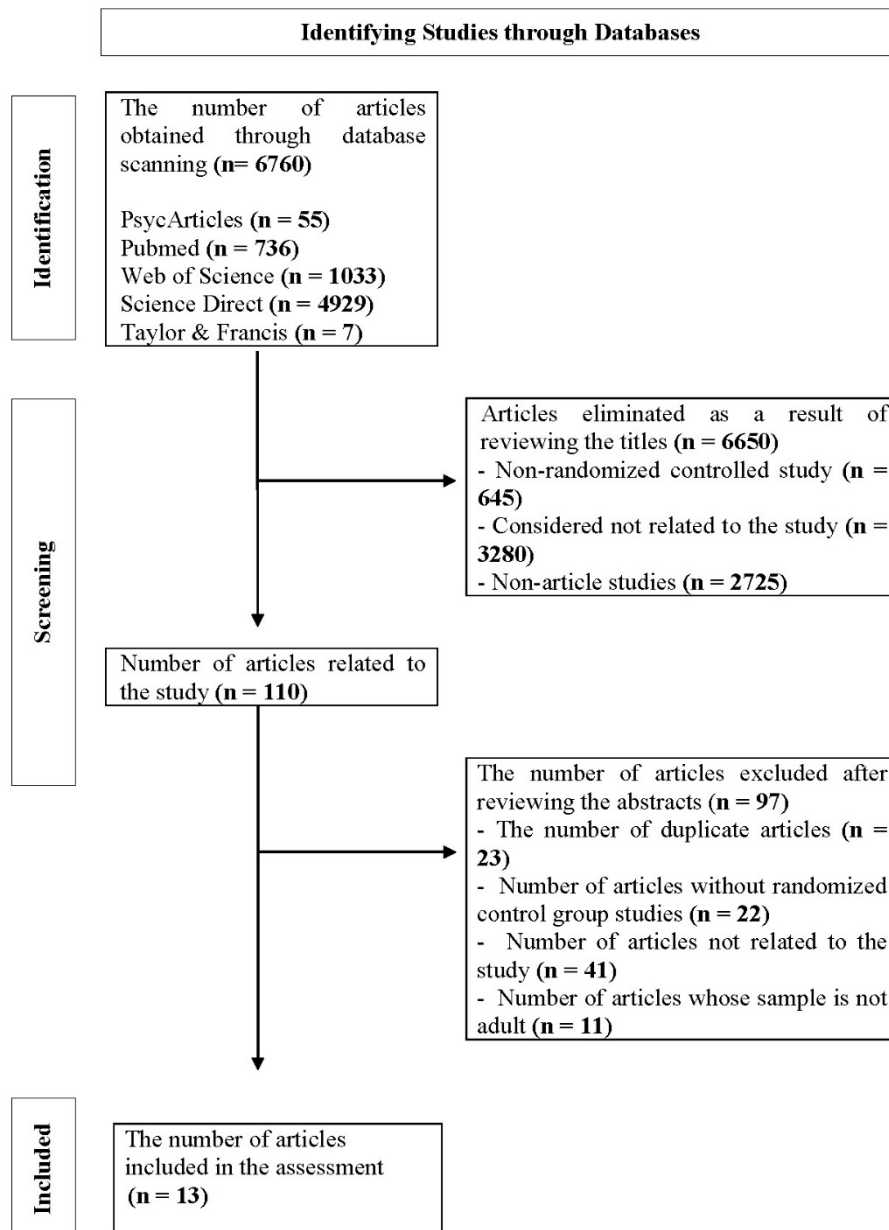 Identifying Studies through Databases
Identification
The number of articles
obtained through database
scanning (n= 6760)
PsycArticles (n = 55)
Pubmed (n = 736)
Web of Science (n = 1033)
Science Direct (n = 4929)
Taylor & Francis (n = 7)
Screening
Articles eliminated as a result of
reviewing the titles (n = 6650)
- Non-randomized controlled study (n =
645)
- Considered not related to the study (n =
3280)
- Non-article studies (n = 2725)
Number of articles related to
the study (n = 110)
The number of articles excluded after
reviewing the abstracts (n = 97)
- The number of duplicate articles (n =
23)
- Number of articles without randomized
control group studies (n = 22)
- Number of articles not related to the
study (n = 41)
- Number of articles whose sample is not
adult (n = 11)
Included
The number of articles
included in the assessment
(n = 13)